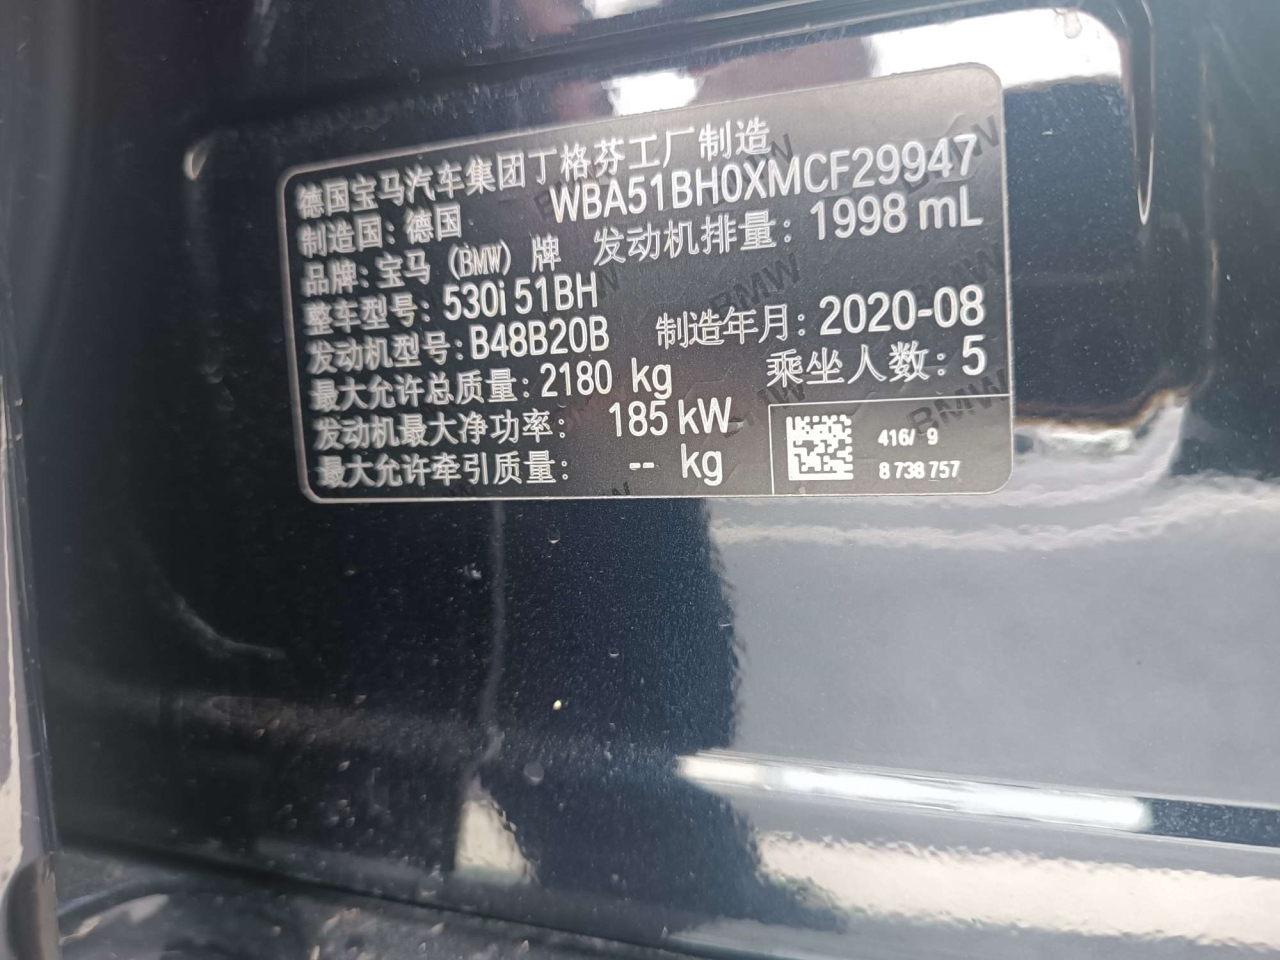 德国宝马汽车集团丁格芬工厂制造
制造国：德国 WBA51BH0XMCF29947
品牌：宝马（BMW）牌 发动机排量：1998 mL
整车型号：530i 51BH
发动机型号：B48B20B 制造年月：2020-08
最大允许总质量：2180 kg 乘坐人数：5
发动机最大净功率： 185 kW
最大允许牵引质量： -- kg
416/ 9
8 738 757